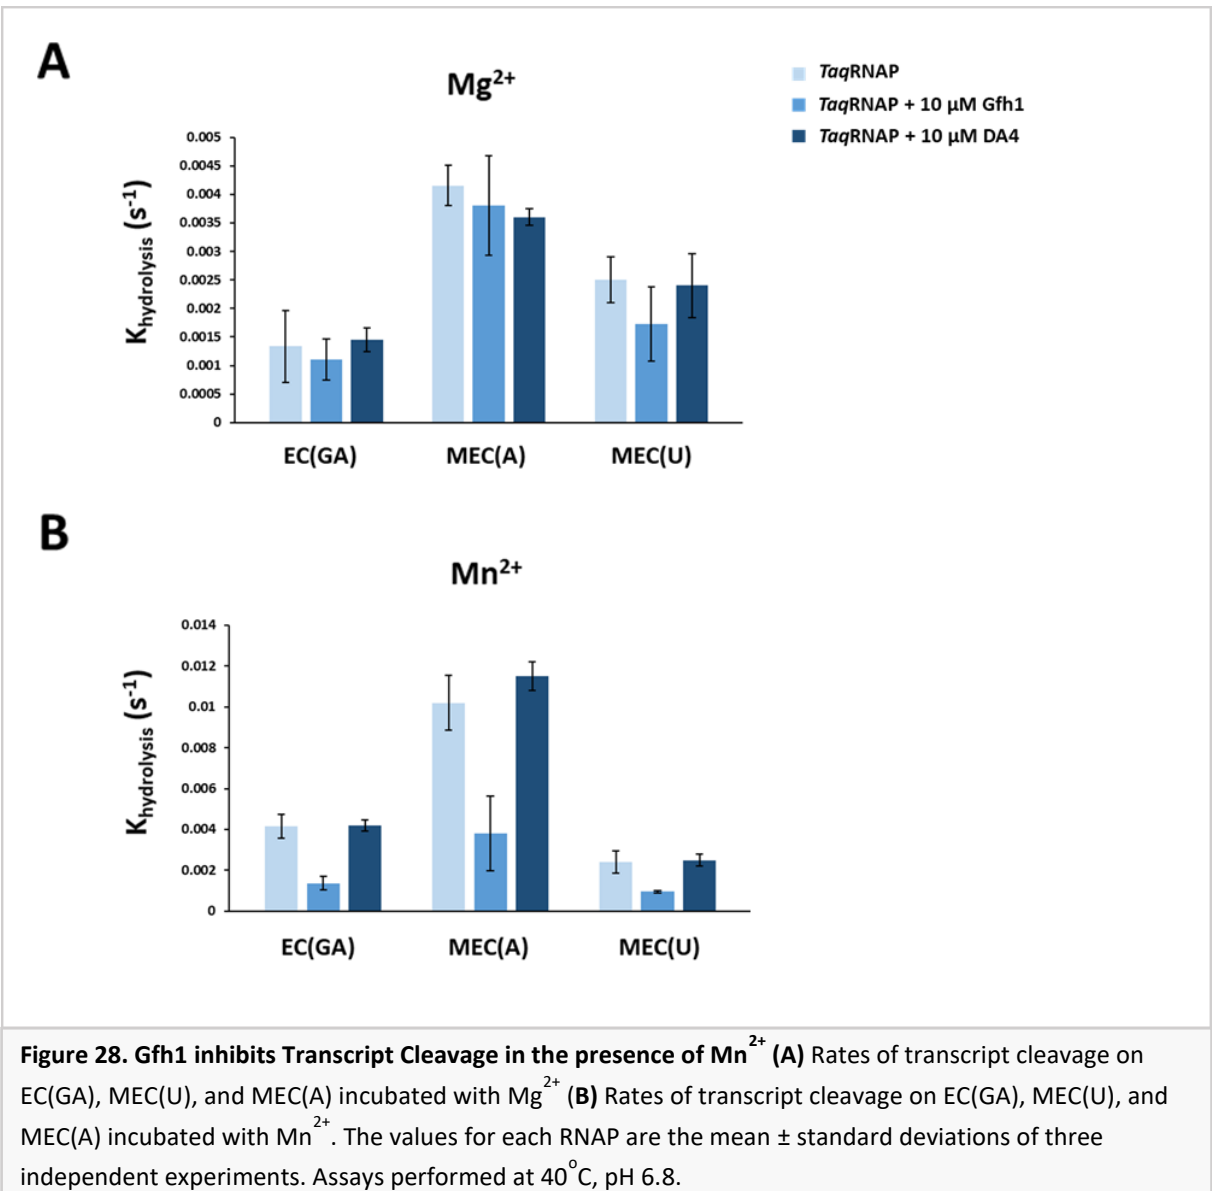 A
Mg2+
TaqRNAP
TaqRNAP + 10 µM Gfh1
TaqRNAP + 10 µM DA4
Khydrolysis (s-1)
0.005
0.0045
0.004
0.0035
0.003
0.0025
0.002
0.0015
0.001
0.0005
0
EC(GA) MEC(A) MEC(U)
B
Mn2+
Khydrolysis (s-1)
0.014
0.012
0.01
0.008
0.006
0.004
0.002
0
EC(GA) MEC(A) MEC(U)
Figure 28. Gfh1 inhibits Transcript Cleavage in the presence of Mn2+ (A) Rates of transcript cleavage on
EC(GA), MEC(U), and MEC(A) incubated with Mg2+ (B) Rates of transcript cleavage on EC(GA), MEC(U), and
MEC(A) incubated with Mn2+. The values for each RNAP are the mean ± standard deviations of three
independent experiments. Assays performed at 40oC, pH 6.8.